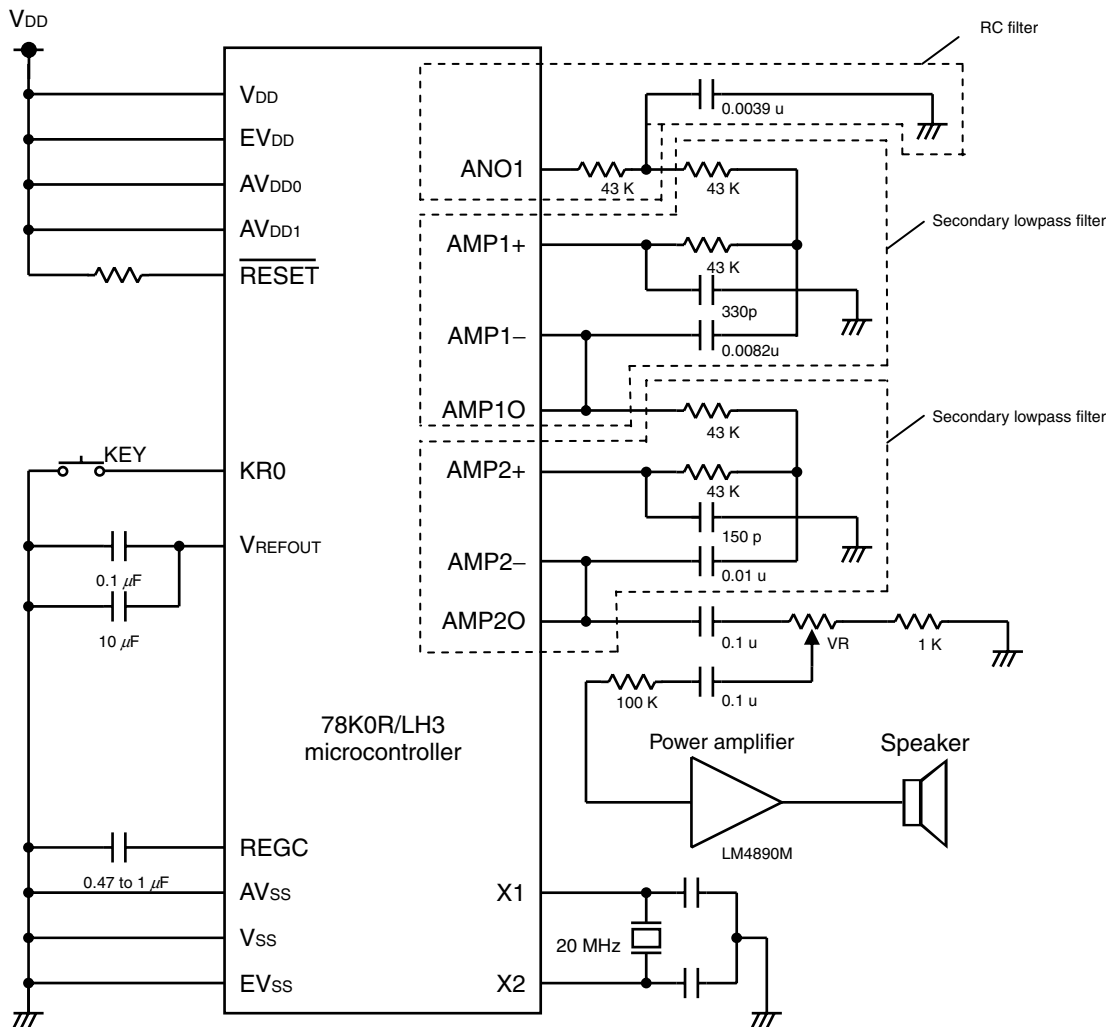 VDD
RC filter
VDD
0.0039 u
EVDD
ANO1
43 K
43 K
AVDD0
Secondary lowpass filter
AVDD1
AMP1+
43 K
RESET
330p
AMP1−
0.0082u
AMP1O
43 K
Secondary lowpass filter
KEY
KR0
AMP2+
43 K
150 p
VREFOUT
0.1 μF
AMP2−
0.01 u
10 μF
AMP2O
0.1 u
VR
1 K
100 K
0.1 u
78K0R/LH3
microcontroller
Power amplifier
Speaker
LM4890M
REGC
0.47 to 1 μF
AVSS
X1
VSS
20 MHz
EVSS
X2